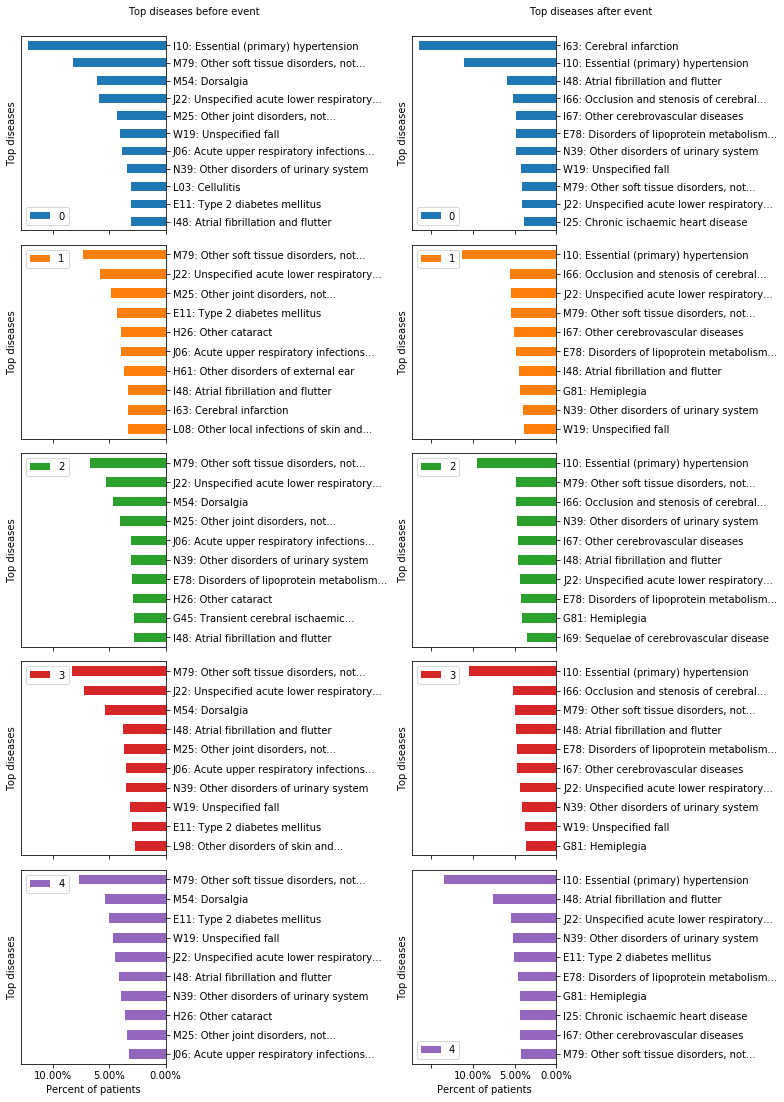 Top diseases before event
Top diseases
I10: Essential (primary) hypertension
M79: Other soft tissue disorders, not...
M54: Dorsalgia
J22: Unspecified acute lower respiratory...
M25: Other joint disorders, not...
W19: Unspecified fall
J06: Acute upper respiratory infections...
N39: Other disorders of urinary system
L03: Cellulitis
E11: Type 2 diabetes mellitus
I48: Atrial fibrillation and flutter
0
Top diseases after event
Top diseases
I63: Cerebral infarction
I10: Essential (primary) hypertension
I48: Atrial fibrillation and flutter
I66: Occlusion and stenosis of cerebral...
I67: Other cerebrovascular diseases
E78: Disorders of lipoprotein metabolism...
N39: Other disorders of urinary system
W19: Unspecified fall
M79: Other soft tissue disorders, not...
J22: Unspecified acute lower respiratory...
I25: Chronic ischaemic heart disease
0
Top diseases
1
M79: Other soft tissue disorders, not...
J22: Unspecified acute lower respiratory...
M25: Other joint disorders, not...
E11: Type 2 diabetes mellitus
H26: Other cataract
J06: Acute upper respiratory infections...
H61: Other disorders of external ear
I48: Atrial fibrillation and flutter
I63: Cerebral infarction
L08: Other local infections of skin and...
Top diseases
1
I10: Essential (primary) hypertension
I66: Occlusion and stenosis of cerebral...
J22: Unspecified acute lower respiratory...
M79: Other soft tissue disorders, not...
I67: Other cerebrovascular diseases
E78: Disorders of lipoprotein metabolism...
I48: Atrial fibrillation and flutter
G81: Hemiplegia
N39: Other disorders of urinary system
W19: Unspecified fall
Top diseases
2
M79: Other soft tissue disorders, not...
J22: Unspecified acute lower respiratory...
M54: Dorsalgia
M25: Other joint disorders, not...
J06: Acute upper respiratory infections...
N39: Other disorders of urinary system
E78: Disorders of lipoprotein metabolism...
H26: Other cataract
G45: Transient cerebral ischaemic...
I48: Atrial fibrillation and flutter
Top diseases
2
I10: Essential (primary) hypertension
M79: Other soft tissue disorders, not...
I66: Occlusion and stenosis of cerebral...
N39: Other disorders of urinary system
I67: Other cerebrovascular diseases
I48: Atrial fibrillation and flutter
J22: Unspecified acute lower respiratory...
E78: Disorders of lipoprotein metabolism...
G81: Hemiplegia
I69: Sequelae of cerebrovascular disease
Top diseases
3
M79: Other soft tissue disorders, not...
J22: Unspecified acute lower respiratory...
M54: Dorsalgia
I48: Atrial fibrillation and flutter
M25: Other joint disorders, not...
J06: Acute upper respiratory infections...
N39: Other disorders of urinary system
W19: Unspecified fall
E11: Type 2 diabetes mellitus
L98: Other disorders of skin and...
Top diseases
3
I10: Essential (primary) hypertension
I66: Occlusion and stenosis of cerebral...
M79: Other soft tissue disorders, not...
I48: Atrial fibrillation and flutter
E78: Disorders of lipoprotein metabolism...
I67: Other cerebrovascular diseases
J22: Unspecified acute lower respiratory...
N39: Other disorders of urinary system
W19: Unspecified fall
G81: Hemiplegia
Top diseases
4
M79: Other soft tissue disorders, not...
M54: Dorsalgia
E11: Type 2 diabetes mellitus
W19: Unspecified fall
J22: Unspecified acute lower respiratory...
I48: Atrial fibrillation and flutter
N39: Other disorders of urinary system
H26: Other cataract
M25: Other joint disorders, not...
J06: Acute upper respiratory infections...
10.00% 5.00% 0.00%
Percent of patients
Top diseases
I10: Essential (primary) hypertension
I48: Atrial fibrillation and flutter
J22: Unspecified acute lower respiratory...
N39: Other disorders of urinary system
E11: Type 2 diabetes mellitus
E78: Disorders of lipoprotein metabolism...
G81: Hemiplegia
I25: Chronic ischaemic heart disease
I67: Other cerebrovascular diseases
M79: Other soft tissue disorders, not...
4
10.00% 5.00% 0.00%
Percent of patients